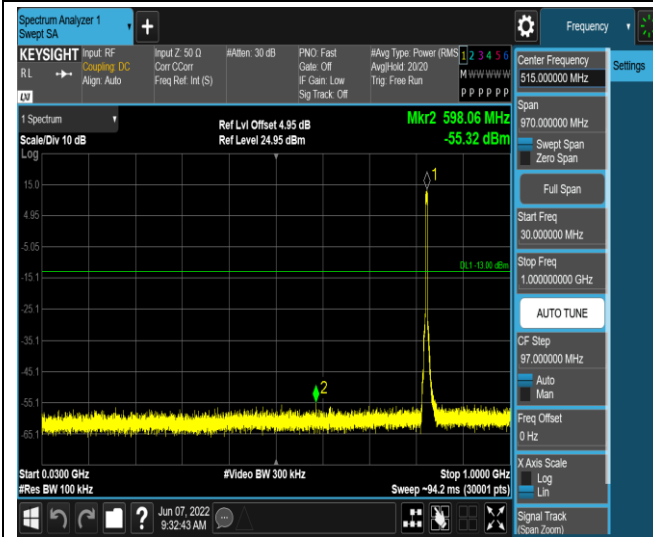 Spectrum Analyzer 1
Swept SA
+
Frequency
KEYSIGHT
RL
LXI
Input: RF
Coupling: DC
Align: Auto
Input Z: 50 Ω
Corr CCorr
Freq Ref: Int (S)
#Atten: 30 dB
PNO: Fast
Gate: Off
IF Gain: Low
Sig Track: Off
#Avg Type: Power (RMS
Avg|Hold: 20/20
Trig: Free Run
1 2 3 4 5 6
M W W W W W
P P P P P P
Center Frequency
515.000000 MHz
Settings
Span
970.000000 MHz
Swept Span
Zero Span
Full Span
Start Freq
30.000000 MHz
Stop Freq
1.000000000 GHz
AUTO TUNE
CF Step
97.000000 MHz
Auto
Man
Freq Offset
0 Hz
X Axis Scale
Log
Lin
Signal Track
(Span Zoom)
1 Spectrum
Scale/Div 10 dB
Ref Lvl Offset 4.95 dB
Ref Level 24.95 dBm
Mkr2 598.06 MHz
-55.32 dBm
Log
15.0
4.95
-5.05
-15.1
-25.1
-35.1
-45.1
-55.1
-65.1
1
DL1 -13.00 dBm
2
Start 0.0300 GHz
#Res BW 100 kHz
#Video BW 300 kHz
Stop 1.0000 GHz
Sweep ~94.2 ms (30001 pts)
?
Jun 07, 2022
9:32:43 AM